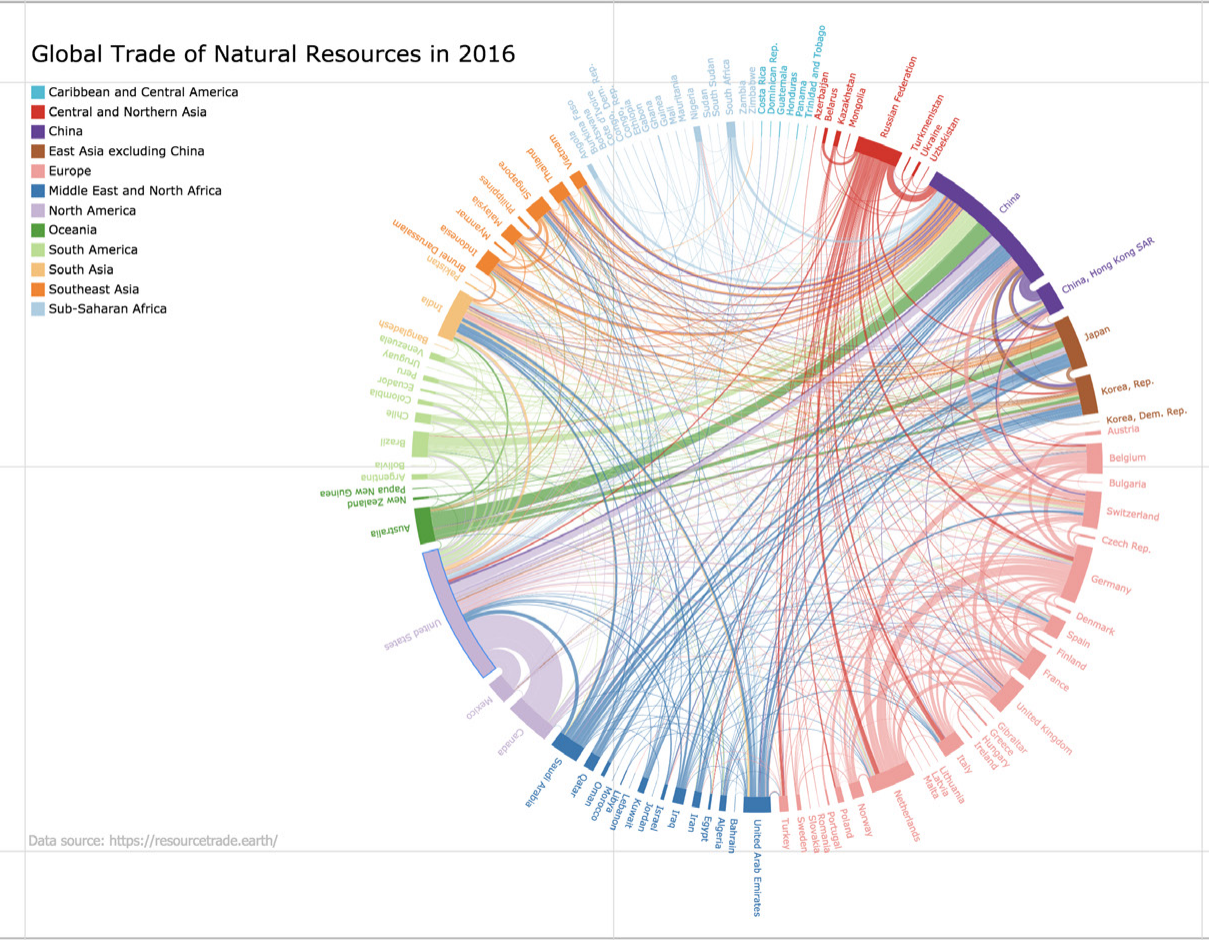 Global Trade of Natural Resources in 2016
Caribbean and Central America
Central and Northern Asia
China
East Asia excluding China
Europe
Middle East and North Africa
North America
Oceania
South America
South Asia
Southeast Asia
Sub-Saharan Africa
Angola
Burkina Faso
Botswana
Côte d'Ivoire
Congo, Dem. Rep.
Congo, Rep.
Ethiopia
Gabon
Ghana
Guinea
Mali
Mauritania
Nigeria
Sudan
South Sudan
South Africa
Zambia
Zimbabwe
Costa Rica
Dominican Rep.
Guatemala
Honduras
Panama
Trinidad and Tobago
Azerbaijan
Belarus
Kazakhstan
Mongolia
Russian Federation
Turkmenistan
Ukraine
Uzbekistan
China
China, Hong Kong SAR
Japan
Korea, Rep.
Korea, Dem. Rep.
Austria
Belgium
Bulgaria
Switzerland
Czech Rep.
Germany
Denmark
Spain
Finland
France
United Kingdom
Gibraltar
Greece
Hungary
Ireland
Italy
Lithuania
Latvia
Malta
Netherlands
Norway
Poland
Portugal
Romania
Slovakia
Sweden
Turkey
United Arab Emirates
Bahrain
Algeria
Egypt
Iran
Iraq
Israel
Jordan
Kuwait
Lebanon
Libya
Morocco
Oman
Qatar
Saudi Arabia
Canada
Mexico
United States
Australia
New Zealand
Papua New Guinea
Argentina
Bolivia
Brazil
Chile
Colombia
Ecuador
Peru
Uruguay
Venezuela
Bangladesh
India
Pakistan
Brunei Darussalam
Indonesia
Myanmar
Malaysia
Philippines
Singapore
Thailand
Vietnam
Data source: https://resourcetrade.earth/